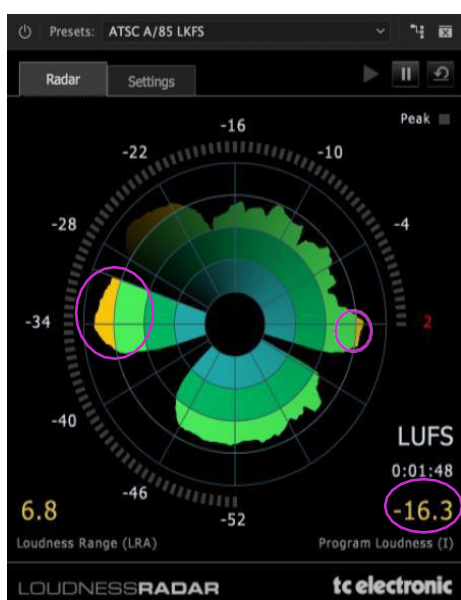 Presets: ATSC A/85 LKFS
Radar Settings
Peak
-16
-22 -10
-28 -4
-34 2
-40
LUFS
0:01:48
-46
6.8 -16.3
-52
Loudness Range (LRA) Program Loudness (I)
LOUDNESSRADAR tc electronic